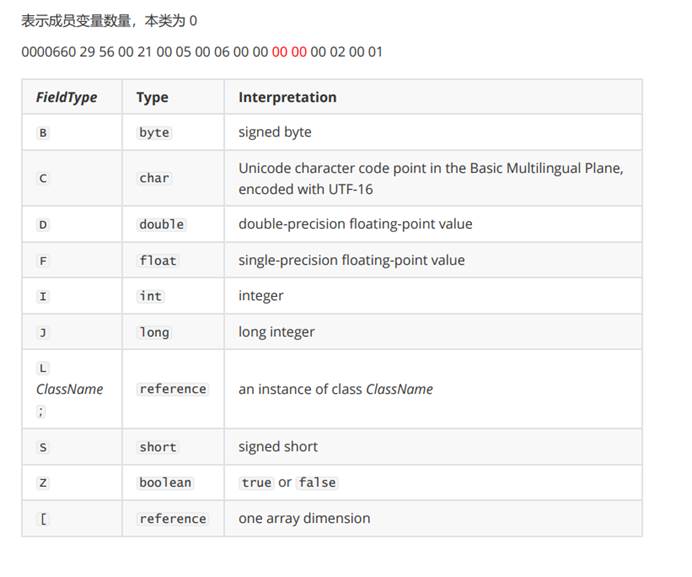 表示成员变量数量，本类为 0
0000660 29 56 00 21 00 05 00 06 00 00 00 00 00 02 00 01
FieldType Type Interpretation
B byte signed byte
C char Unicode character code point in the Basic Multilingual Plane,
encoded with UTF-16
D double double-precision floating-point value
F float single-precision floating-point value
I int integer
J long long integer
L
ClassName reference an instance of class ClassName
;
S short signed short
Z boolean true or false
[ reference one array dimension